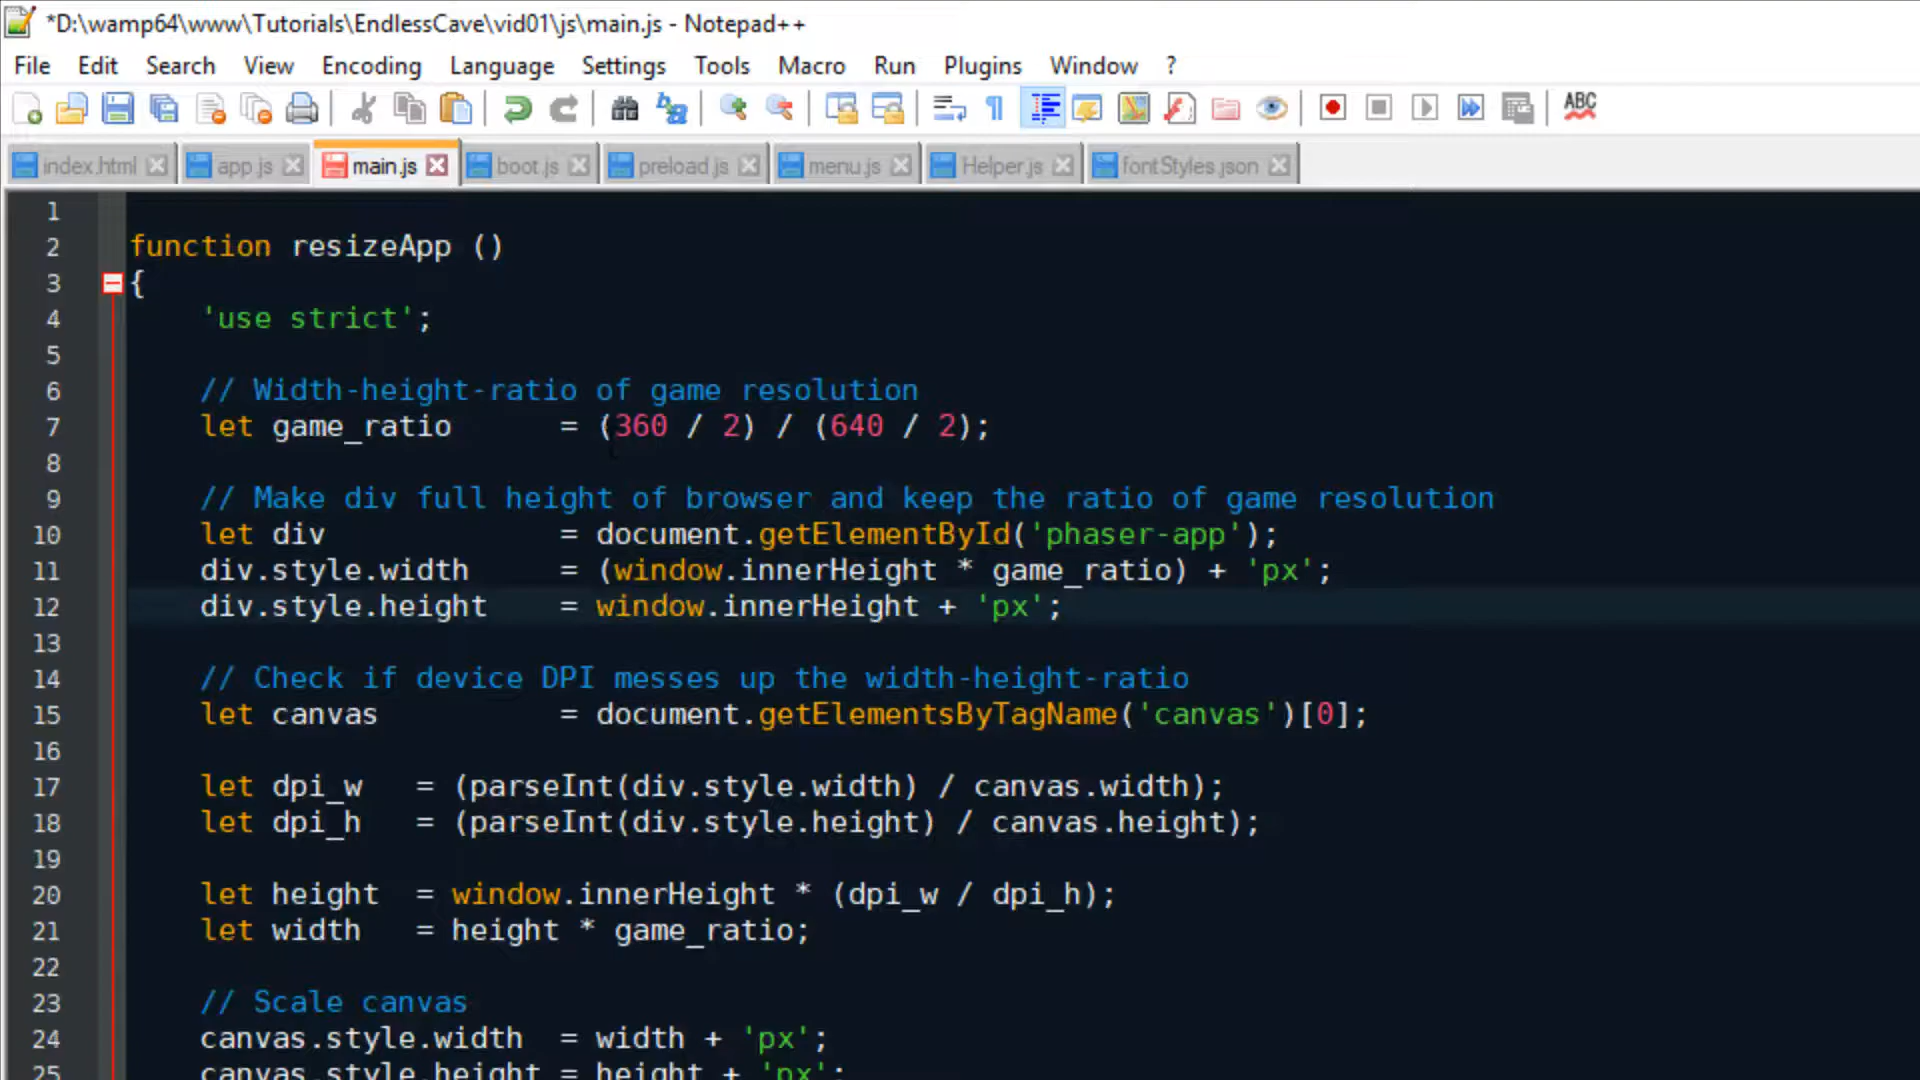 *D:\wamp64\www\Tutorials\EndlessCave\vid01\js\main.js - Notepad++
File Edit Search View Encoding Language Settings Tools Macro Run Plugins Window ?
ABC
index.html app.js main.js boot.js preload.js menu.js Helper.js fontStyles.json
1
2 function resizeApp ()
3 {
4 'use strict';
5
6 // Width-height-ratio of game resolution
7 let game_ratio = (360 / 2) / (640 / 2);
8
9 // Make div full height of browser and keep the ratio of game resolution
10 let div = document.getElementById('phaser-app');
11 div.style.width = (window.innerHeight * game_ratio) + 'px';
12 div.style.height = window.innerHeight + 'px';
13
14 // Check if device DPI messes up the width-height-ratio
15 let canvas = document.getElementsByTagName('canvas')[0];
16
17 let dpi_w = (parseInt(div.style.width) / canvas.width);
18 let dpi_h = (parseInt(div.style.height) / canvas.height);
19
20 let height = window.innerHeight * (dpi_w / dpi_h);
21 let width = height * game_ratio;
22
23 // Scale canvas
24 canvas.style.width = width + 'px';
25 canvas.style.height = height + 'px';